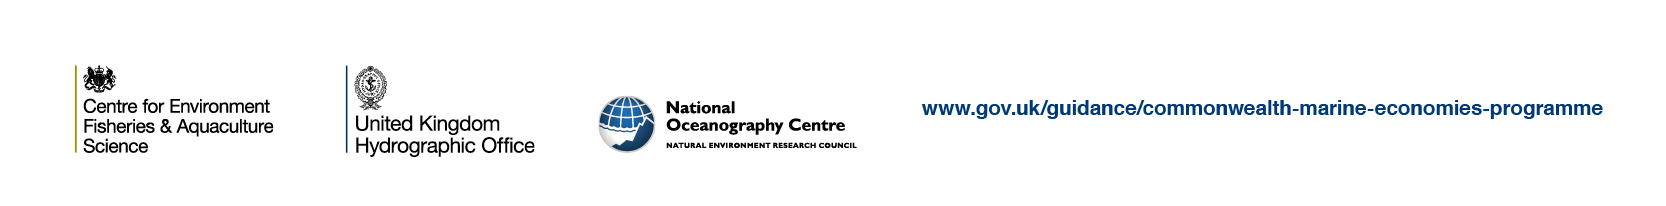 Centre for Environment
Fisheries & Aquaculture
Science
United Kingdom
Hydrographic Office
National
Oceanography Centre
NATURAL ENVIRONMENT RESEARCH COUNCIL
www.gov.uk/guidance/commonwealth-marine-economies-programme